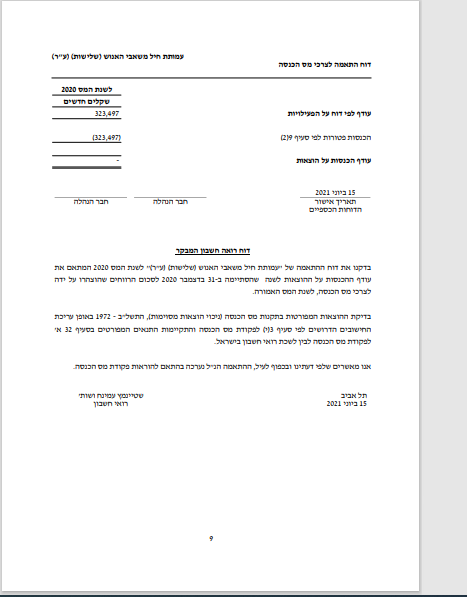 עמותת חיל משאבי האנוש (שלישות) (ע"ר)
דוח התאמה לצרכי מס הכנסה
לשנת המס 2020
שקלים חדשים
עודף לפי דוח על הפעילויות 323,497
הכנסות פטורות לפי סעיף 9(2) (323,497)
עודף הכנסות על הוצאות -
15 ביוני 2021
תאריך אישור חבר הנהלה חבר הנהלה
הדוחות הכספיים
דוח רואה חשבון המבקר
בדקנו את דוח ההתאמה של "עמותת חיל משאבי האנוש (שלישות) (ע"ר)" לשנת המס 2020 המתאם את
עודף ההכנסות על ההוצאות לשנה שהסתיימה ב-31 בדצמבר 2020 לסכום הרווחים שהוצהרו על ידה
לצרכי מס הכנסה, לשנת המס האמורה.
בדיקת ההוצאות המפורטות בתקנות מס הכנסה (ניכוי הוצאות מסוימות), התשל"ב - 1972 באופן עריכת
החישובים הדרושים לפי סעיף 3(י) לפקודת מס הכנסה והתקיימות התנאים המפורטים בסעיף 32 א'
לפקודת מס הכנסה לבין לשכת רואי חשבון בישראל.
אנו מאשרים שלפי דעתינו ובכפוף לעיל, ההתאמה הנ"ל נערכה בהתאם להוראות פקודת מס הכנסה.
תל אביב שטיינמץ עמינח ושות'
15 ביוני 2021 רואי חשבון
9